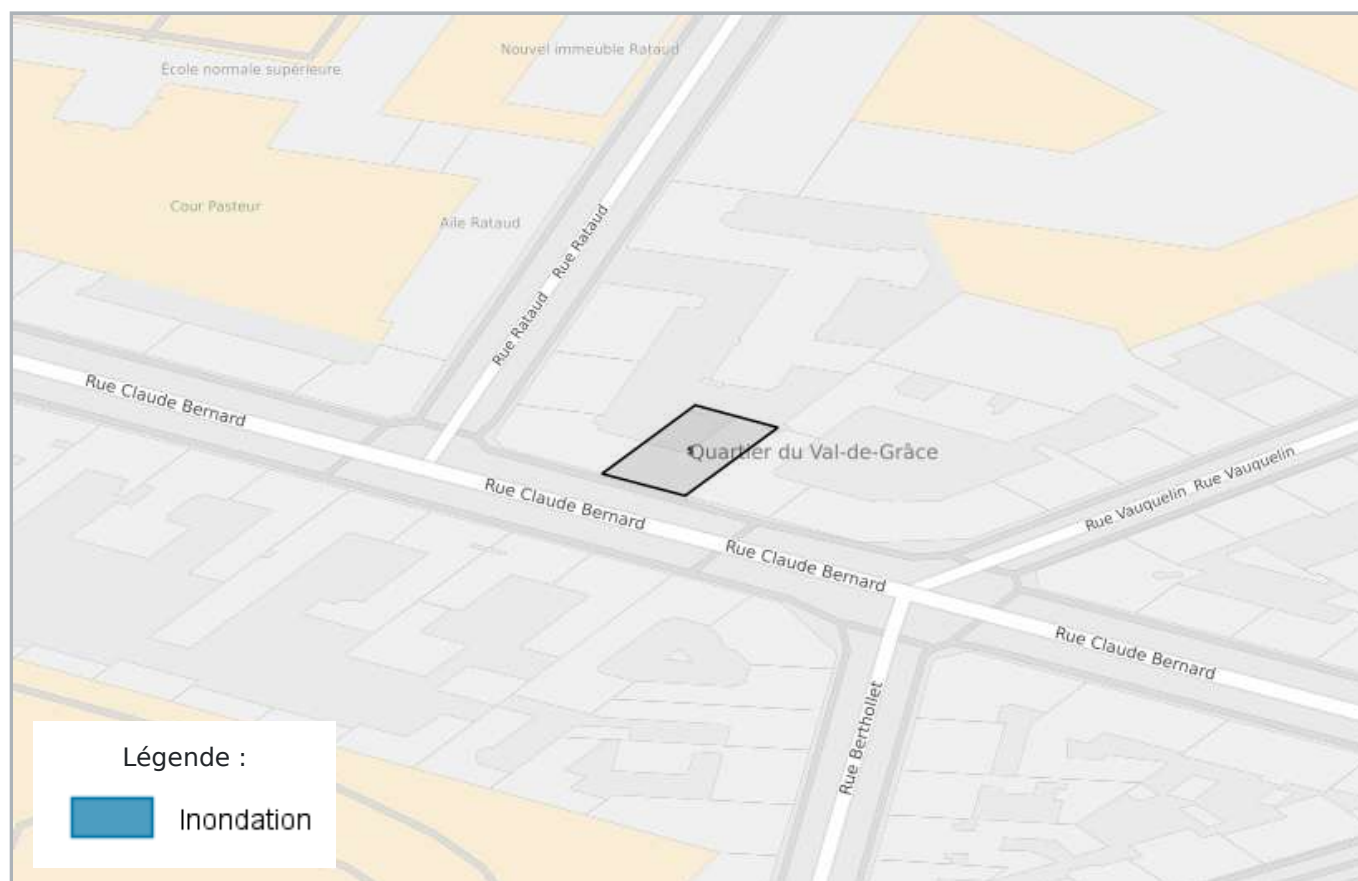 Nouvel immeuble Rataud
École normale supérieure
Cour Pasteur
Aile Rataud
Rue Rataud
Rue Rataud
Rue Claude Bernard
Quartier du Val-de-Grâce
Rue Claude Bernard
Rue Vauquelin
Rue Vauquelin
Rue Claude Bernard
Rue Claude Bernard
Rue Berthollet
Légende :
Inondation